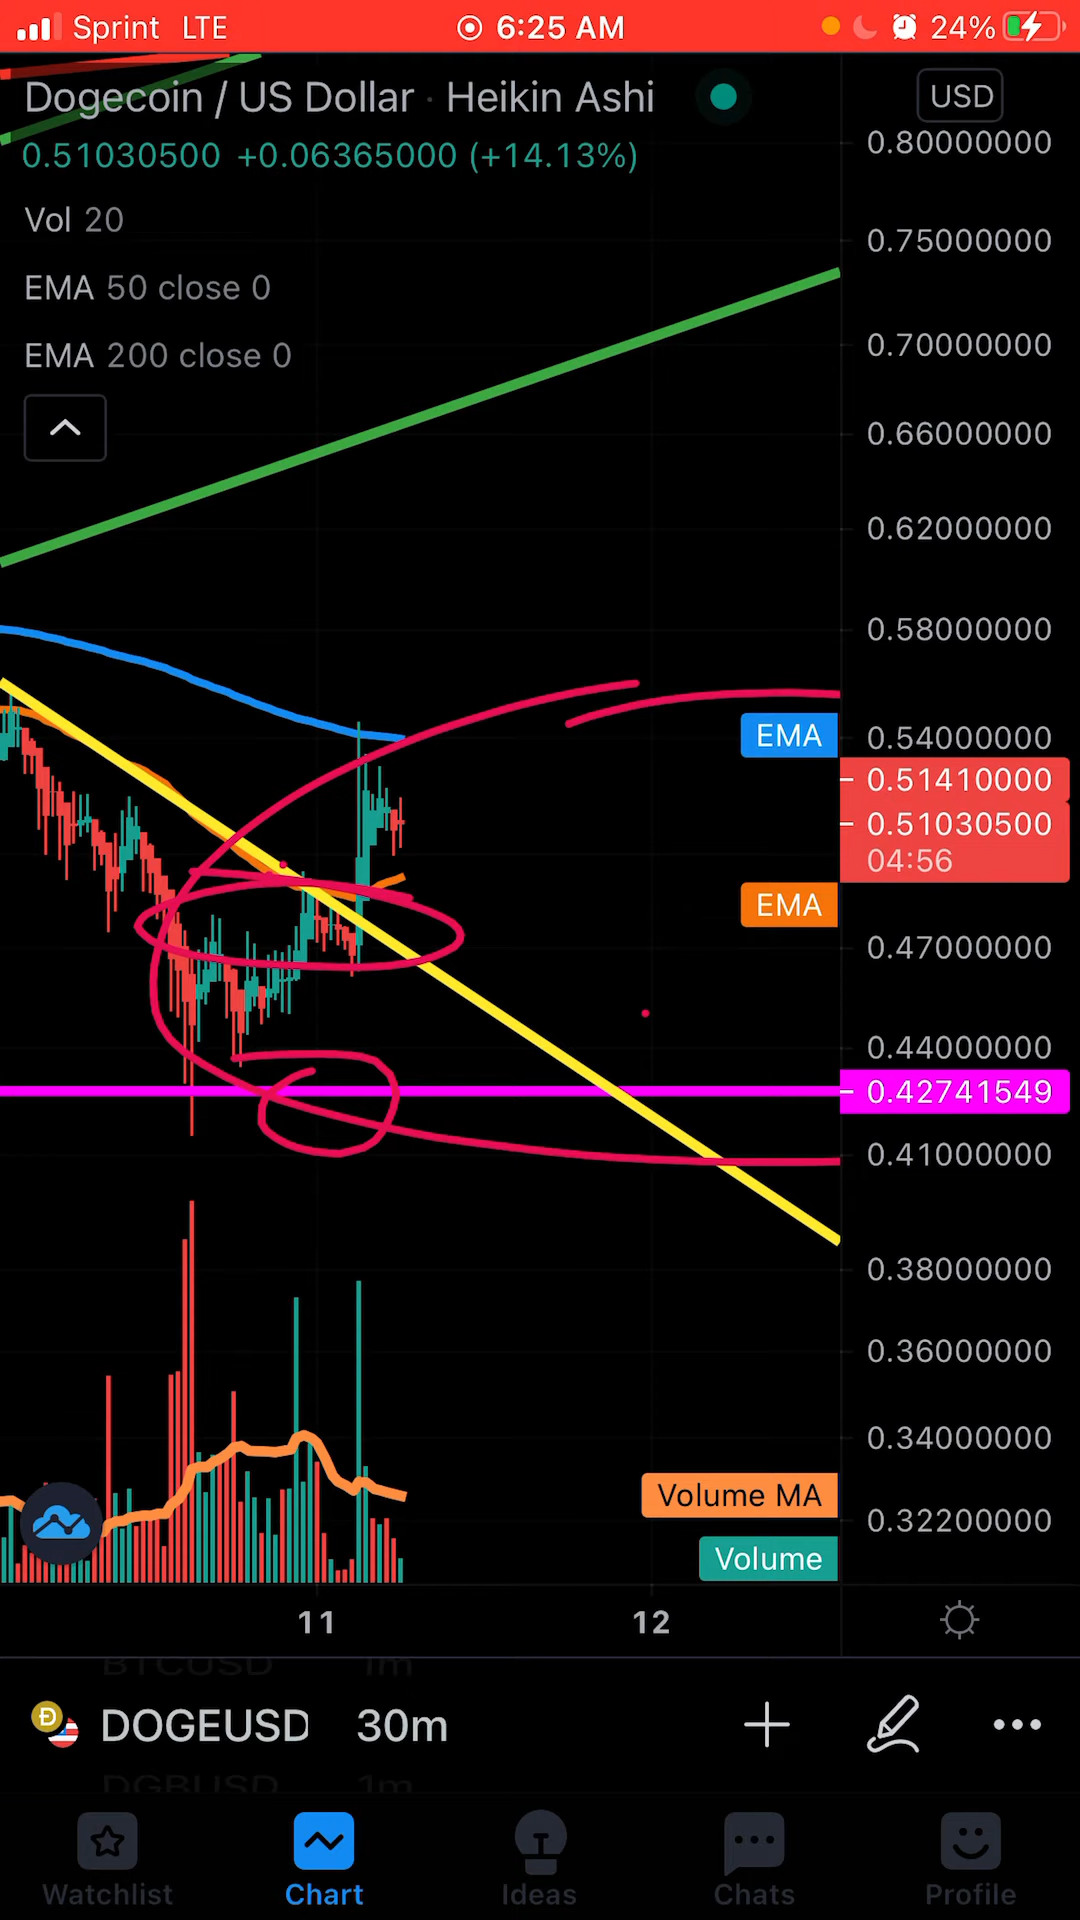 Sprint LTE 6:25 AM 24%
Dogecoin / US Dollar · Heikin Ashi USD
0.51030500 +0.06365000 (+14.13%)
Vol 20
EMA 50 close 0
EMA 200 close 0
0.80000000
0.75000000
0.70000000
0.66000000
0.62000000
0.58000000
EMA 0.54000000
0.51410000
0.51030500
04:56
EMA
0.47000000
0.44000000
0.42741549
0.41000000
0.38000000
0.36000000
0.34000000
Volume MA
0.32200000
Volume
11 12
BTCUSD 1m
DOGEUSD 30m
DGBUSD 1m
Watchlist Chart Ideas Chats Profile